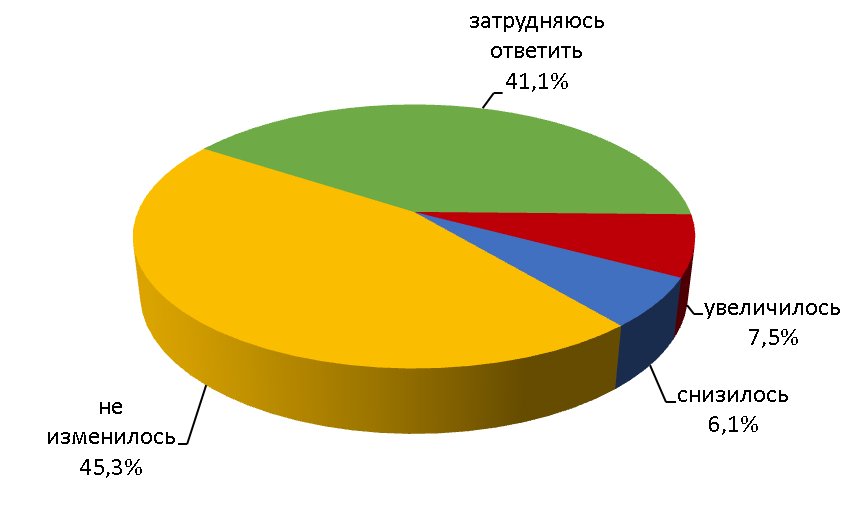 затрудняюсь
ответить
41,1%
увеличилось
7,5%
снизилось
6,1%
не
изменилось
45,3%